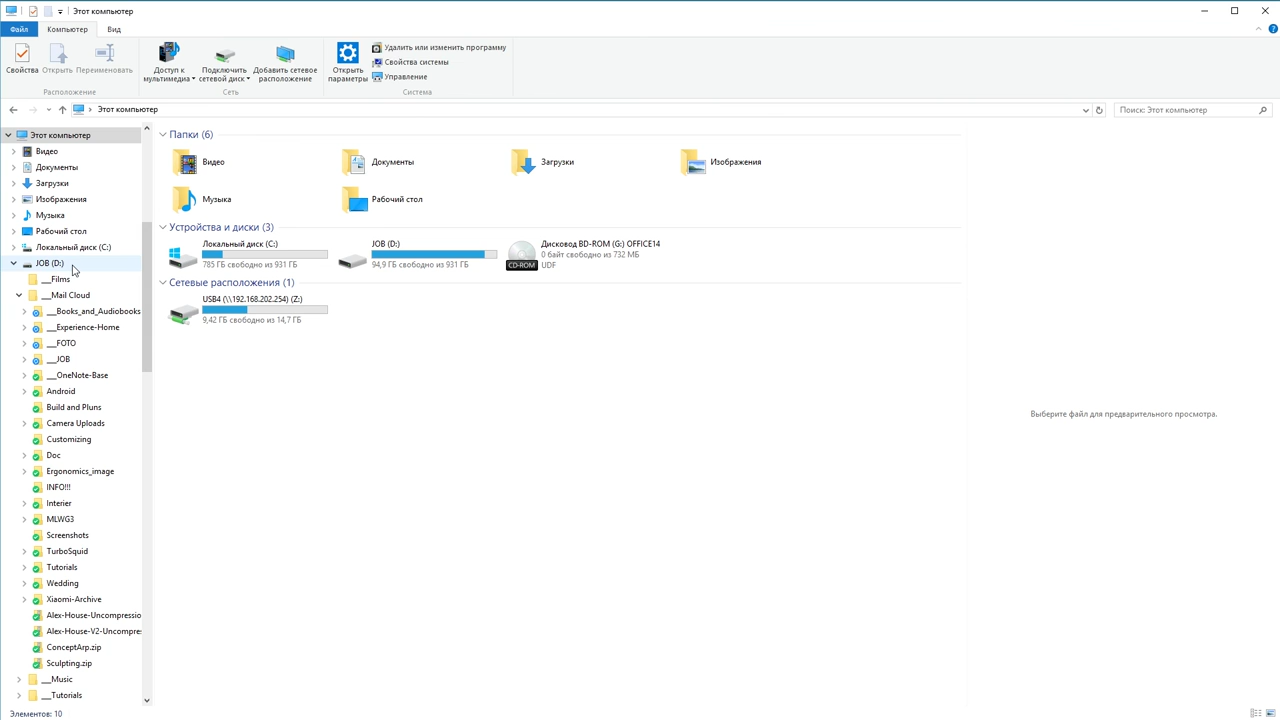 Этот компьютер
Файл
Компьютер
Вид
Свойства
Открыть
Переименовать
Доступ к мультимедиа
Подключить сетевой диск
Добавить сетевое расположение
Открыть параметры
Удалить или изменить программу
Свойства системы
Управление
Расположение
Сеть
Система
Этот компьютер
Поиск: Этот компьютер
Этот компьютер
Видео
Документы
Загрузки
Изображения
Музыка
Рабочий стол
Локальный диск (C:)
JOB (D:)
__Films
__Mail Cloud
___Books_and_Audiobooks
___Experience-Home
___FOTO
___JOB
___OneNote-Base
Android
Build and Pluns
Camera Uploads
Customizing
Doc
Ergonomics_image
INFO!!!
Interier
MLWG3
Screenshots
TurboSquid
Tutorials
Wedding
Xiaomi-Archive
Alex-House-Uncompressio
Alex-House-V2-Uncompre
ConceptArp.zip
Sculpting.zip
__Music
__Tutorials
Папки (6)
Видео
Документы
Загрузки
Изображения
Музыка
Рабочий стол
Устройства и диски (3)
Локальный диск (C:)
785 ГБ свободно из 931 ГБ
JOB (D:)
94,9 ГБ свободно из 931 ГБ
CD-ROM
Дисковод BD-ROM (G:) OFFICE14
0 байт свободно из 732 МБ
UDF
Сетевые расположения (1)
USB4 (\\192.168.202.254) (Z:)
9,42 ГБ свободно из 14,7 ГБ
Выберите файл для предварительного просмотра.
Элементов: 10